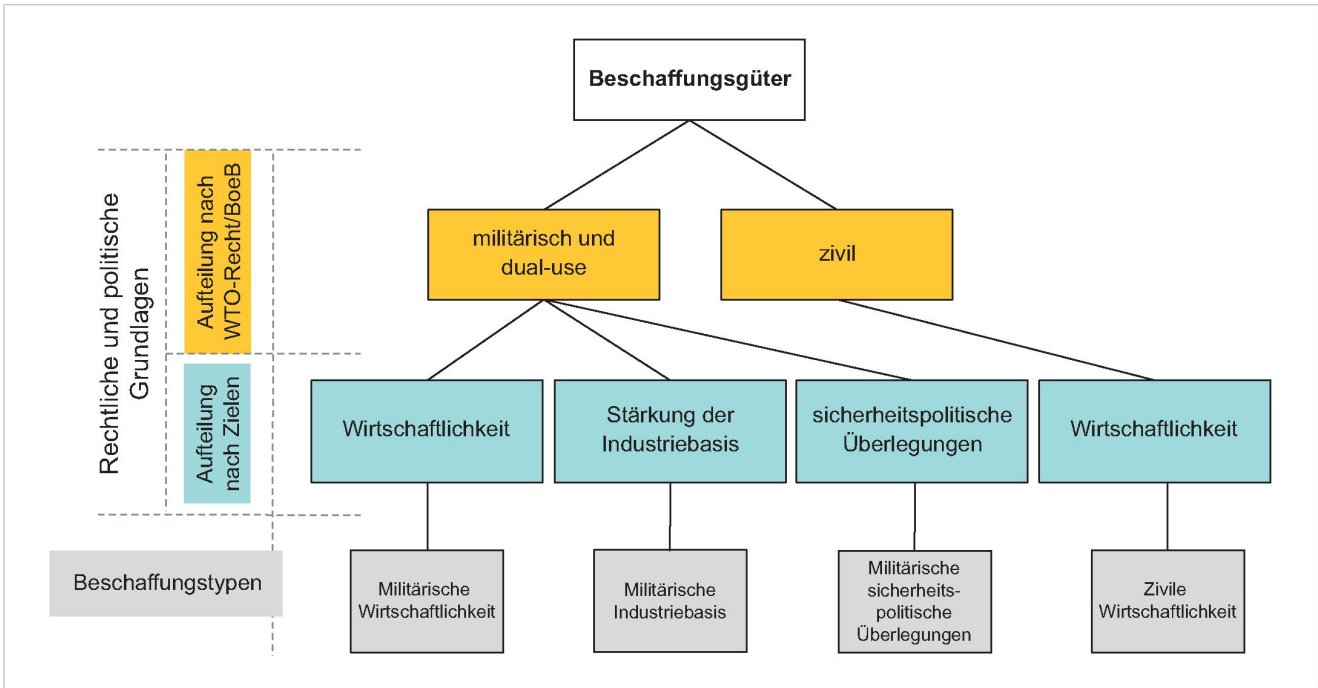 Beschaffungsgüter
Rechtliche und politische
Grundlagen
Aufteilung nach
WTO-Recht/BoeB
militärisch und
dual-use
zivil
Aufteilung
nach Zielen
Wirtschaftlichkeit
Stärkung der
Industriebasis
sicherheitspolitische
Überlegungen
Wirtschaftlichkeit
Beschaffungstypen
Militärische
Wirtschaftlichkeit
Militärische
Industriebasis
Militärische
sicherheits-
politische
Überlegungen
Zivile
Wirtschaftlichkeit